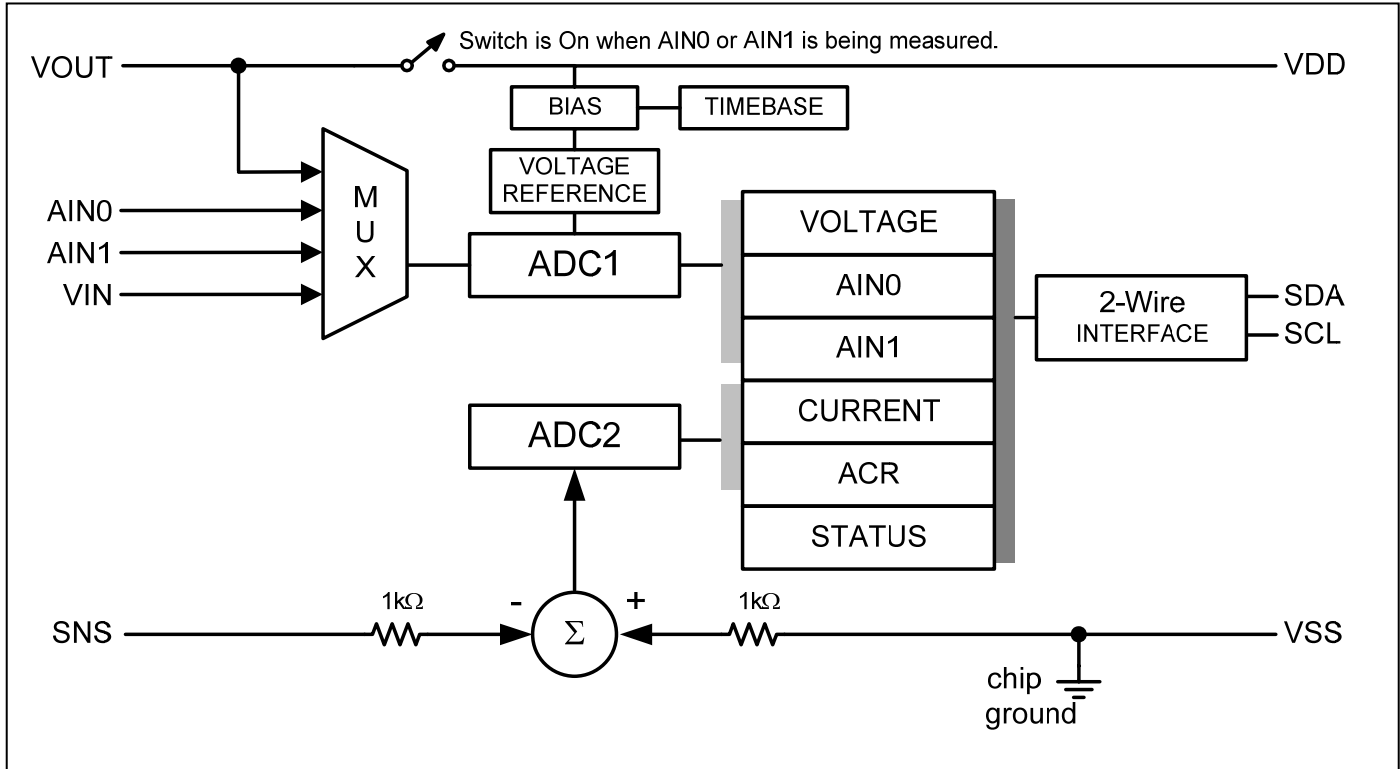 Switch is On when AIN0 or AIN1 is being measured.
VOUT
VDD
BIAS
TIMEBASE
VOLTAGE
REFERENCE
M
U
X
AIN0
AIN1
VIN
ADC1
VOLTAGE
AIN0
AIN1
CURRENT
ACR
STATUS
2-Wire
INTERFACE
SDA
SCL
ADC2
1kΩ
-
+
1kΩ
SNS
Σ
VSS
chip
ground